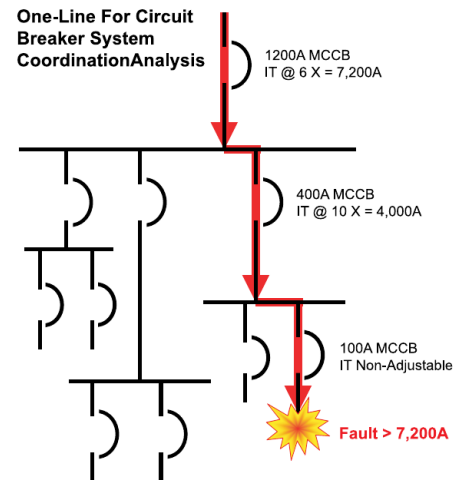 One-Line For Circuit
Breaker System
CoordinationAnalysis
1200A MCCB
IT @ 6 X = 7,200A
400A MCCB
IT @ 10 X = 4,000A
100A MCCB
IT Non-Adjustable
Fault > 7,200A